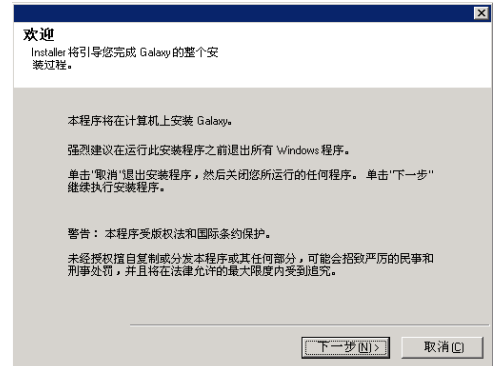 欢迎
Installer 将引导您完成 Galaxy 的整个安
装过程。
本程序将在计算机上安装 Galaxy。
强烈建议在运行此安装程序之前退出所有 Windows 程序。
单击“取消”退出安装程序，然后关闭您所运行的任何程序。 单击“下一步”
继续执行安装程序。
警告： 本程序受版权法和国际条约保护。
未经授权擅自复制或分发本程序或其任何部分，可能会招致严厉的民事和
刑事处罚，并且将在法律允许的最大限度内受到追究。
下一步(N)>
取消(C)